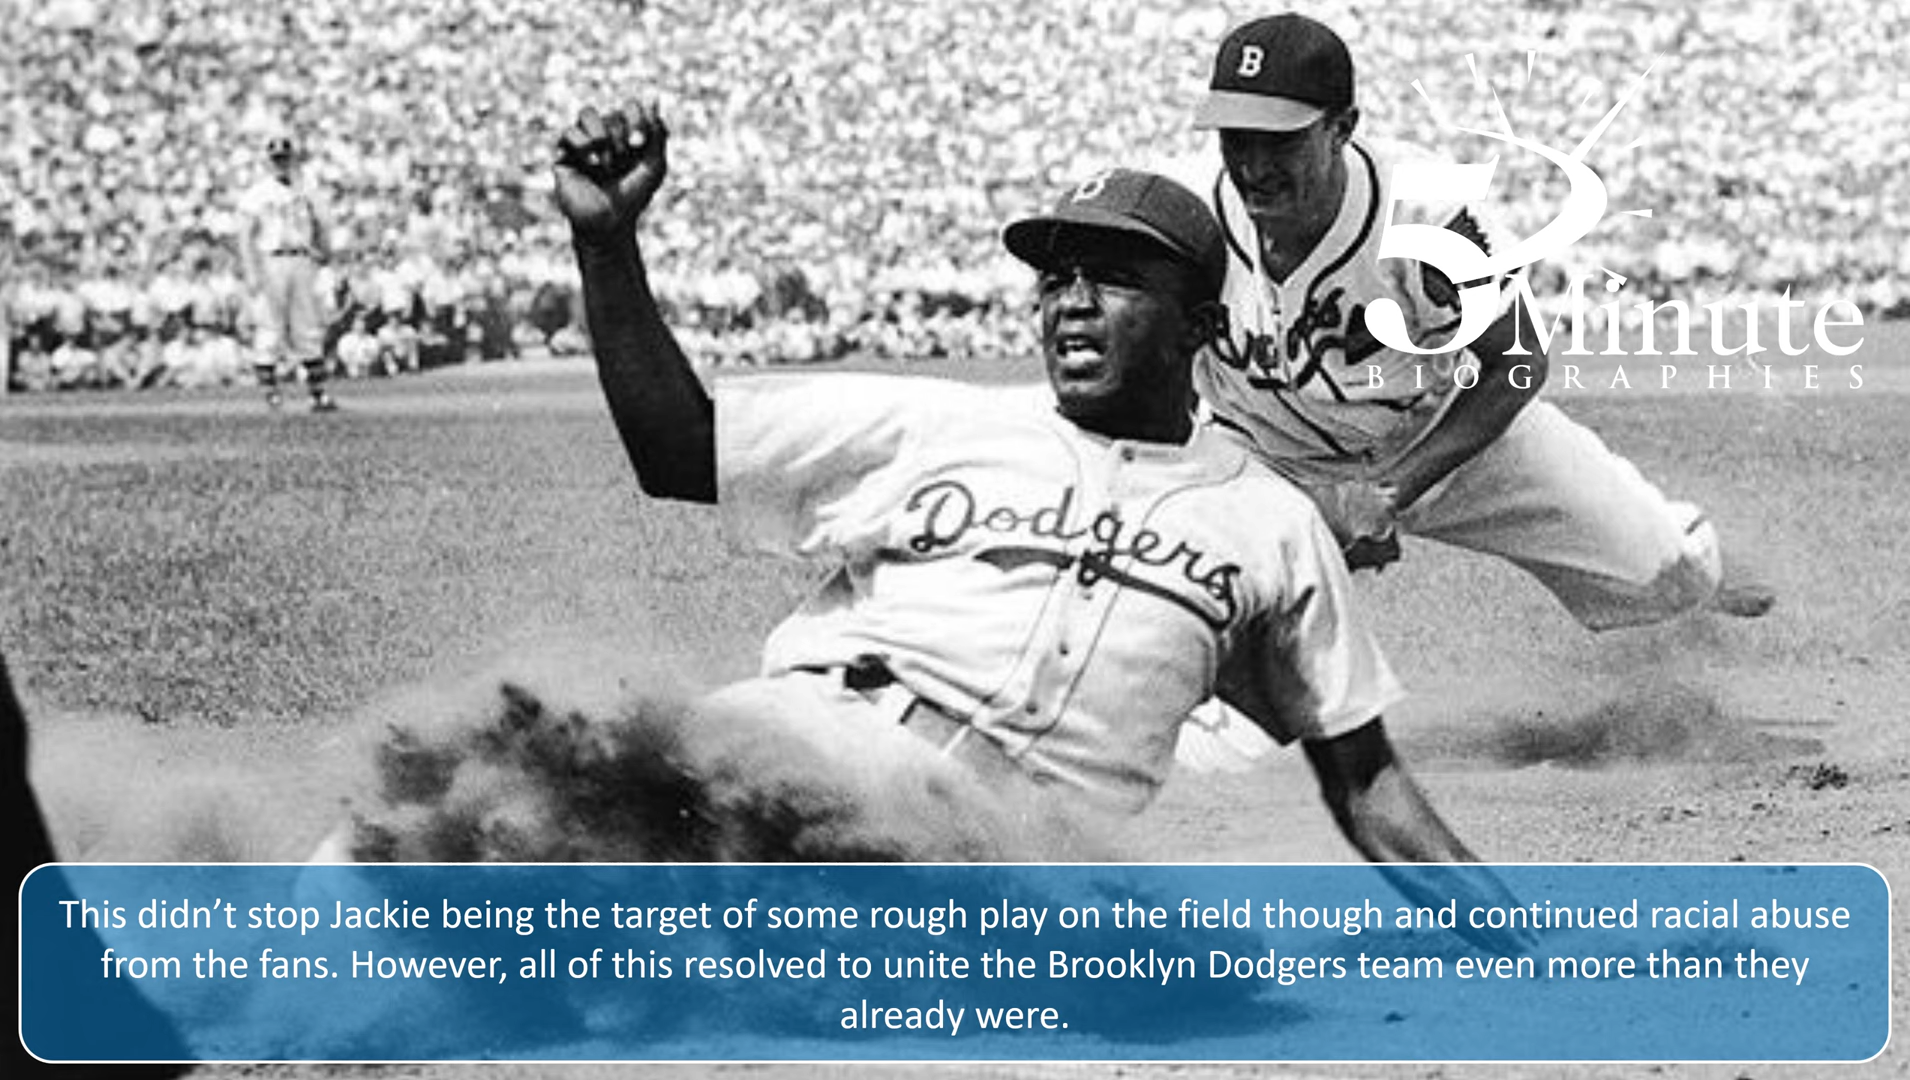 B
B
5
Minute
BIOGRAPHIES
Dodgers
This didn’t stop Jackie being the target of some rough play on the field though and continued racial abuse
from the fans. However, all of this resolved to unite the Brooklyn Dodgers team even more than they
already were.